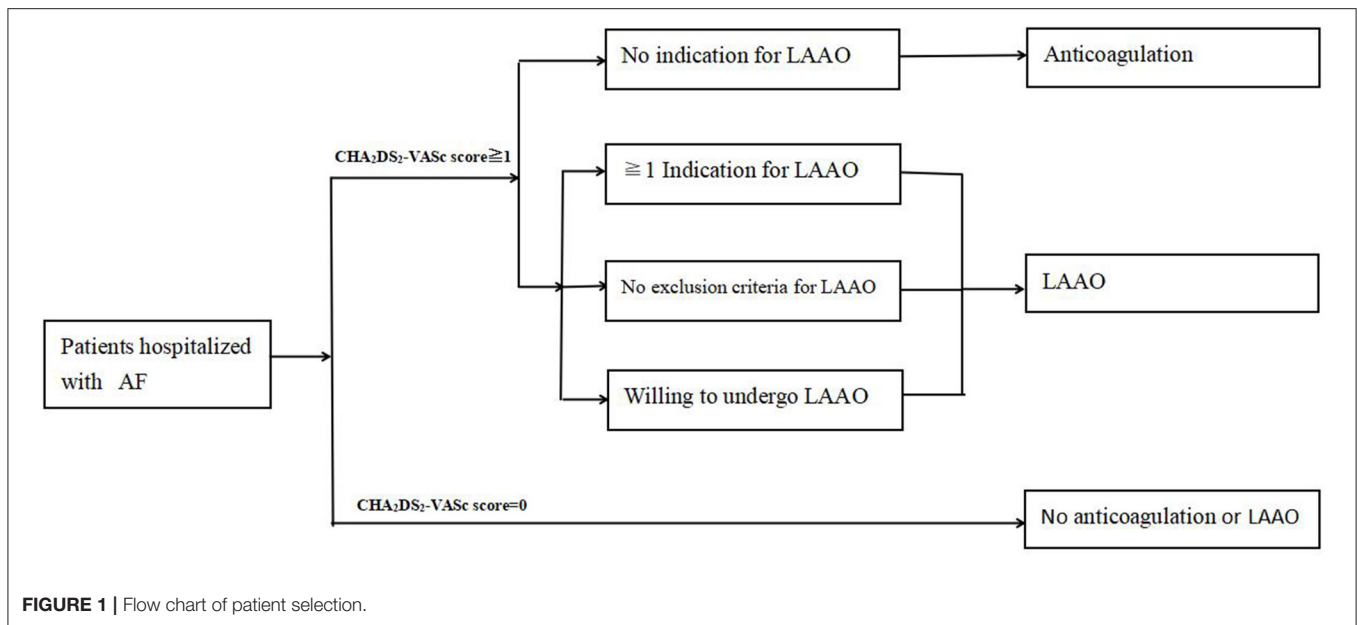 No indication for LAAO
Anticoagulation
CHA₂DS₂-VASc score≧1
≧1 Indication for LAAO
No exclusion criteria for LAAO
LAAO
Patients hospitalized
with AF
Willing to undergo LAAO
CHA₂DS₂-VASc score=0
No anticoagulation or LAAO
FIGURE 1 | Flow chart of patient selection.